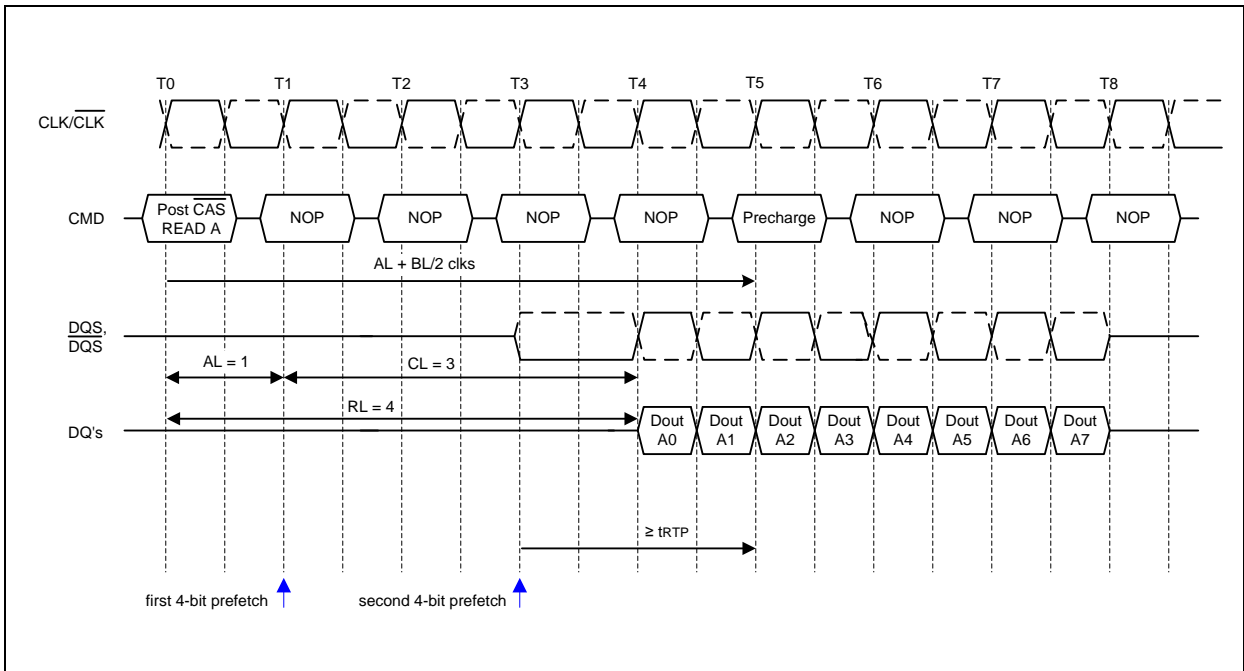 T0 T1 T2 T3 T4 T5 T6 T7 T8
CLK/CLK
CMD
Post CAS
READ A
NOP NOP NOP NOP Precharge NOP NOP NOP
AL + BL/2 clks
DQS,
DQS
AL = 1 CL = 3
RL = 4
DQ's
Dout Dout Dout Dout Dout Dout Dout Dout
A0 A1 A2 A3 A4 A5 A6 A7
≥ tRTP
first 4-bit prefetch second 4-bit prefetch